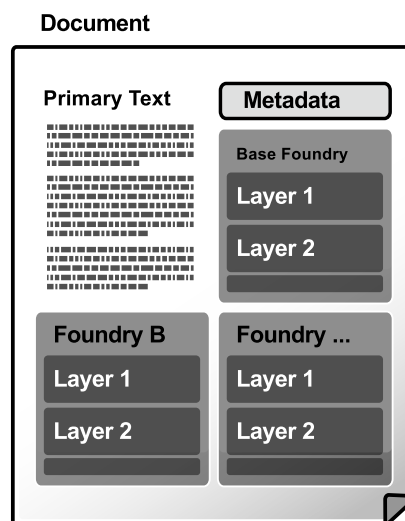 Document
Primary Text
Metadata
Base Foundry
Layer 1
Layer 2
Foundry B
Layer 1
Layer 2
Foundry ...
Layer 1
Layer 2